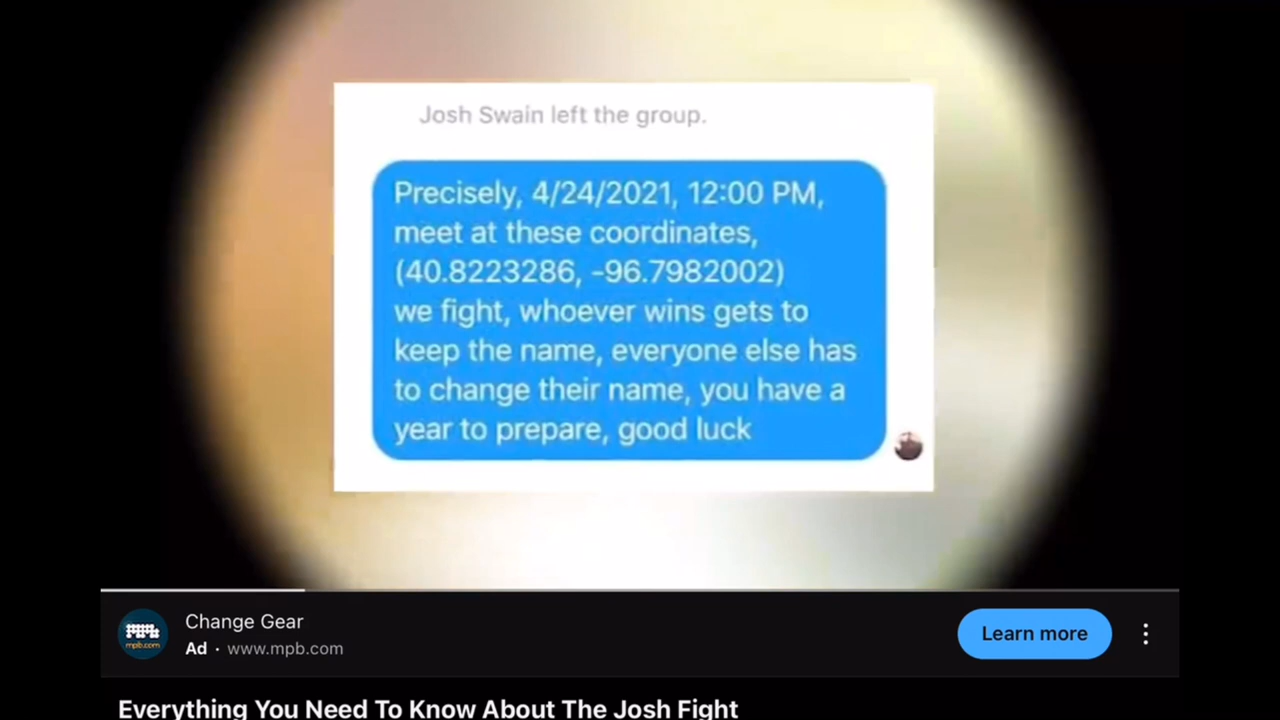 Josh Swain left the group.
Precisely, 4/24/2021, 12:00 PM,
meet at these coordinates,
(40.8223286, -96.7982002)
we fight, whoever wins gets to
keep the name, everyone else has
to change their name, you have a
year to prepare, good luck
mpb.com
Change Gear
Ad · www.mpb.com
Learn more
Everything You Need To Know About The Josh Fight